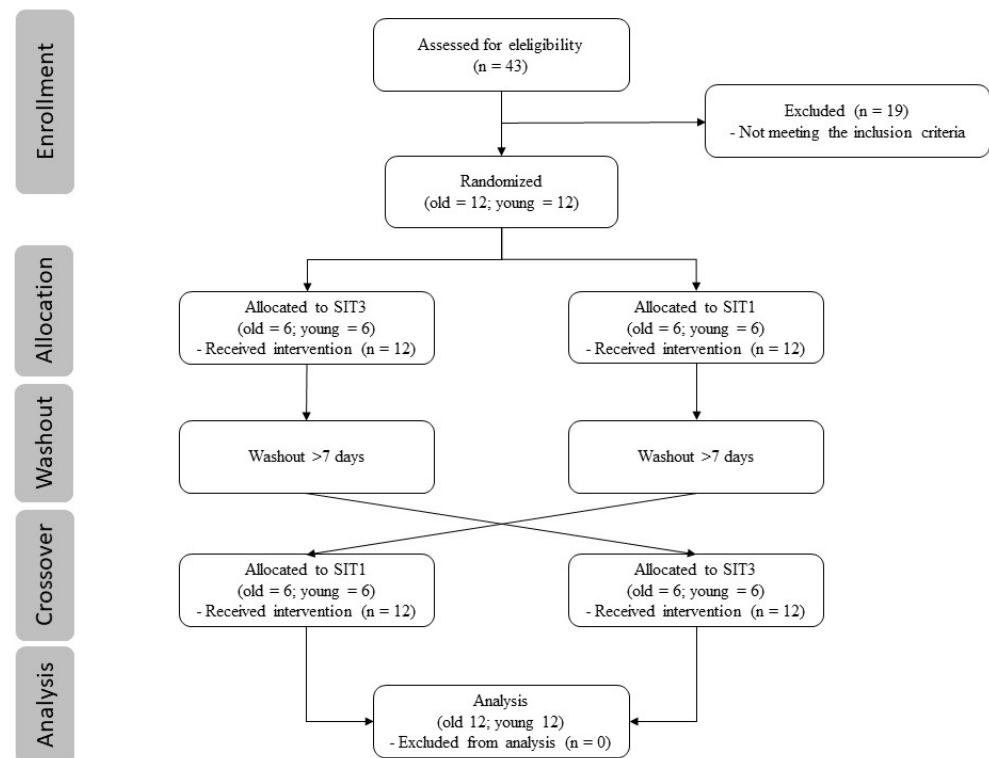 Enrollment
Assessed for eleligibility
(n = 43)
Excluded (n = 19)
- Not meeting the inclusion criteria
Randomized
(old = 12; young = 12)
Allocation
Allocated to SIT3
(old = 6; young = 6)
- Received intervention (n = 12)
Allocated to SIT1
(old = 6; young = 6)
- Received intervention (n = 12)
Washout
Washout >7 days
Washout >7 days
Crossover
Allocated to SIT1
(old = 6; young = 6)
- Received intervention (n = 12)
Allocated to SIT3
(old = 6; young = 6)
- Received intervention (n = 12)
Analysis
Analysis
(old 12; young 12)
- Excluded from analysis (n = 0)